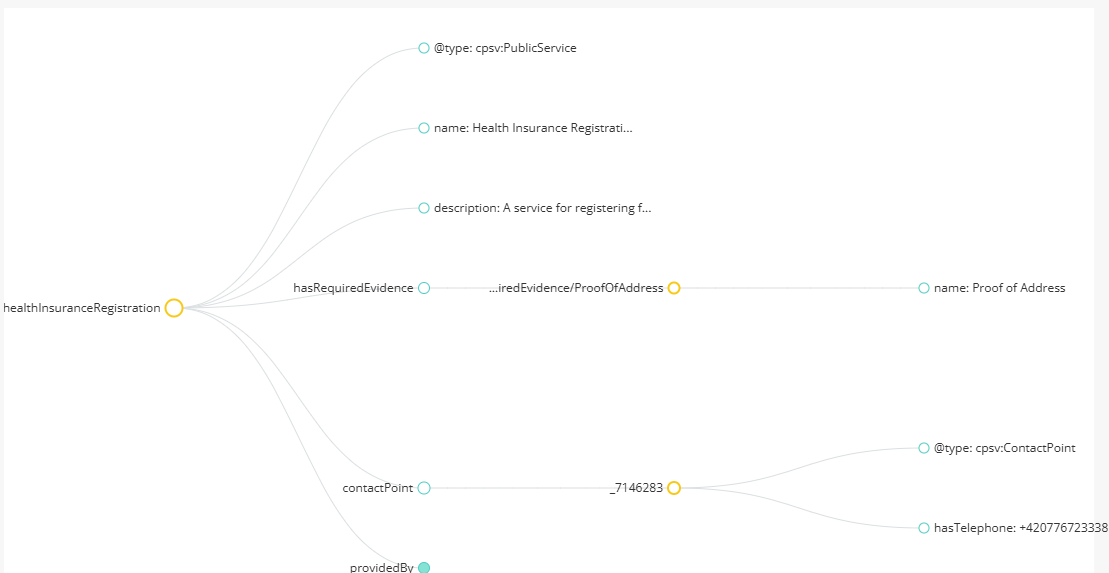 @type: cpsv:PublicService
name: Health Insurance Registrati...
description: A service for registering f...
hasRequiredEvidence
...iredEvidence/ProofOfAddress
name: Proof of Address
healthInsuranceRegistration
@type: cpsv:ContactPoint
contactPoint
_7146283
hasTelephone: +420776723338
providedBy